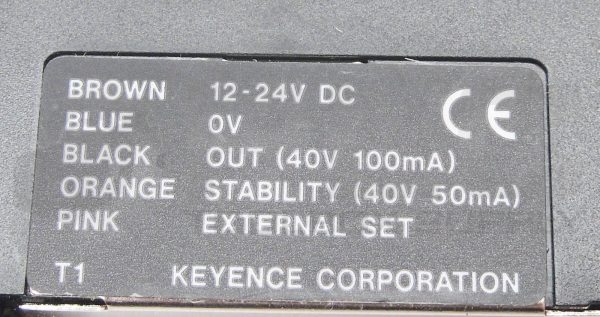 BROWN 12-24V DC
BLUE 0V
BLACK OUT (40V 100mA)
ORANGE STABILITY (40V 50mA)
PINK EXTERNAL SET
T1 KEYENCE CORPORATION
CE